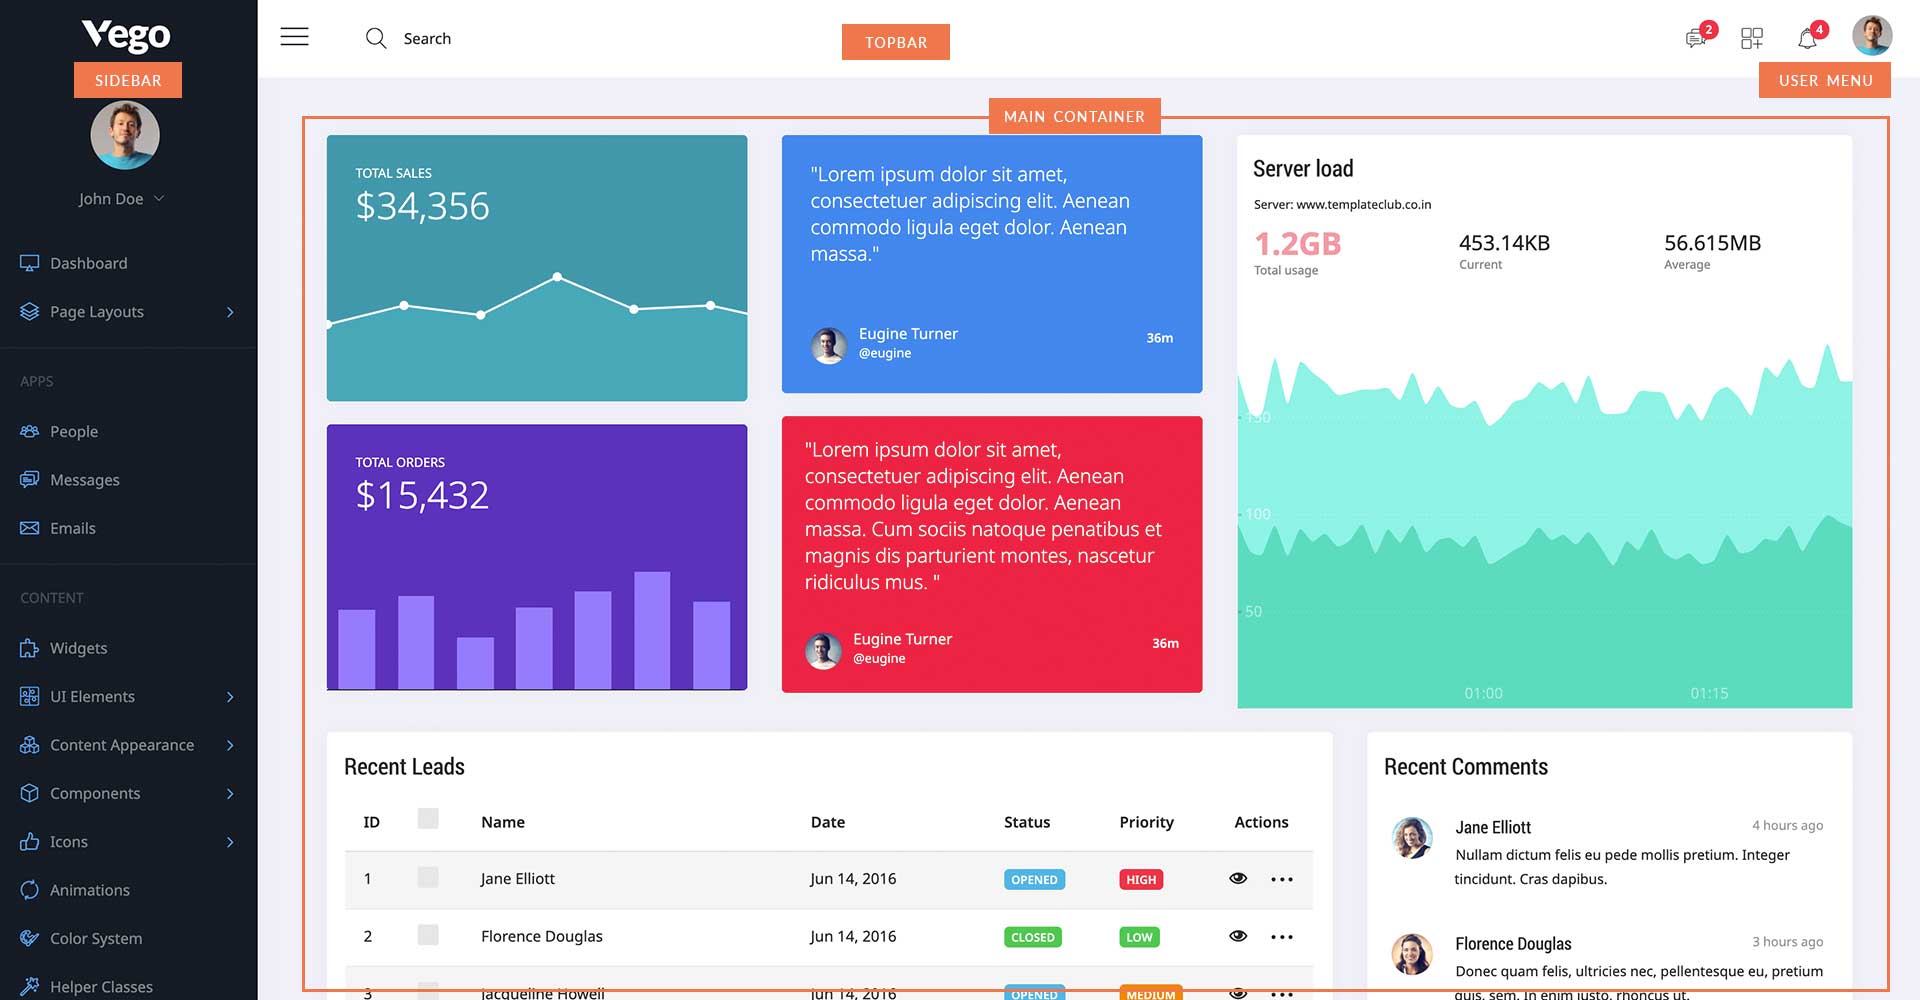 Vego
SIDEBAR
John Doe
Dashboard
Page Layouts
APPS
People
Messages
Emails
CONTENT
Widgets
UI Elements
Content Appearance
Components
Icons
Animations
Color System
Helper Classes
Search
TOPBAR
2
4
USER MENU
MAIN CONTAINER
TOTAL SALES
$34,356
TOTAL ORDERS
$15,432
"Lorem ipsum dolor sit amet,
consectetuer adipiscing elit. Aenean
commodo ligula eget dolor. Aenean
massa."
Eugine Turner
@eugine
36m
"Lorem ipsum dolor sit amet,
consectetuer adipiscing elit. Aenean
commodo ligula eget dolor. Aenean
massa. Cum sociis natoque penatibus et
magnis dis parturient montes, nascetur
ridiculus mus. "
Eugine Turner
@eugine
36m
Server load
Server: www.templateclub.co.in
1.2GB
Total usage
453.14KB
Current
56.615MB
Average
150
100
50
01:00
01:15
Recent Leads
ID Name Date Status Priority Actions
1 Jane Elliott Jun 14, 2016 OPENED HIGH
2 Florence Douglas Jun 14, 2016 CLOSED LOW
3 Jacqueline Howell Jun 14, 2016 OPENED MEDIUM
Recent Comments
Jane Elliott
4 hours ago
Nullam dictum felis eu pede mollis pretium. Integer
tincidunt. Cras dapibus.
Florence Douglas
3 hours ago
Donec quam felis, ultricies nec, pellentesque eu, pretium
quis, sem. In enim justo, rhoncus ut.